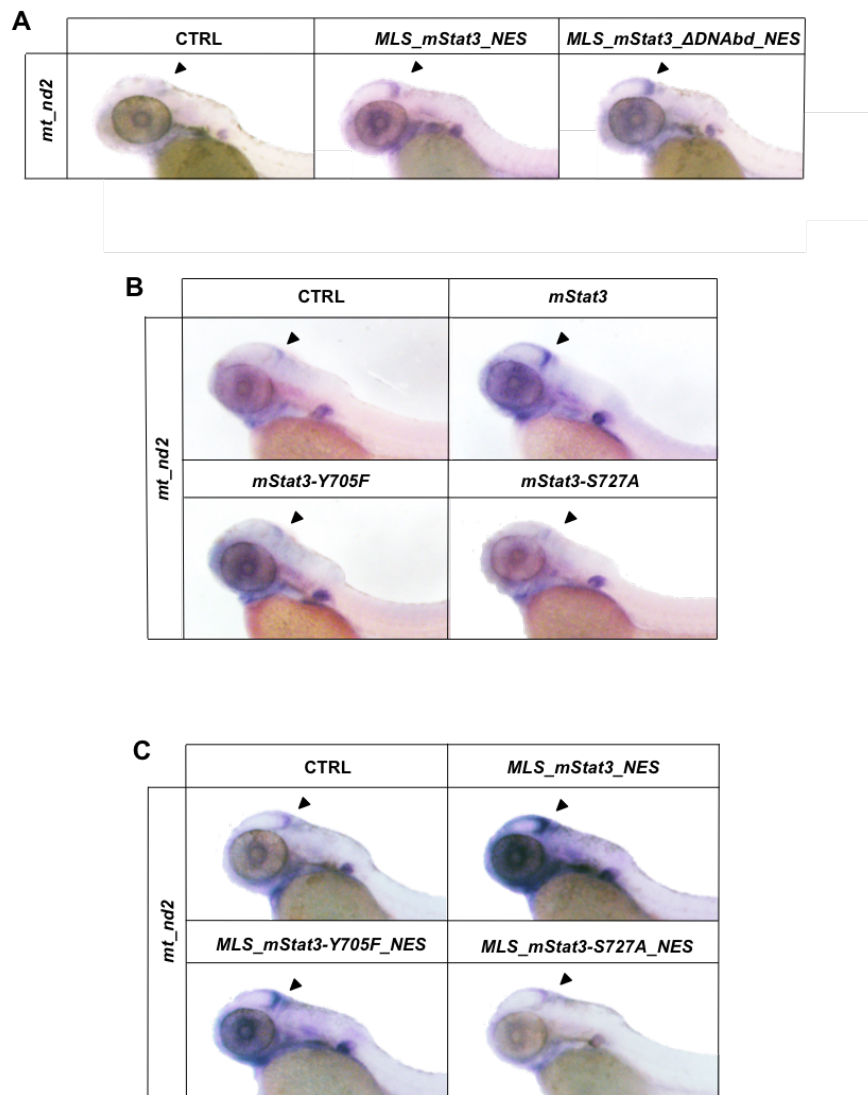 A
CTRL
MLS_mStat3_NES
MLS_mStat3_ΔDNAbd_NES
mt_nd2
B
CTRL
mStat3
mt_nd2
mStat3-Y705F
mStat3-S727A
C
CTRL
MLS_mStat3_NES
mt_nd2
MLS_mStat3-Y705F_NES
MLS_mStat3-S727A_NES